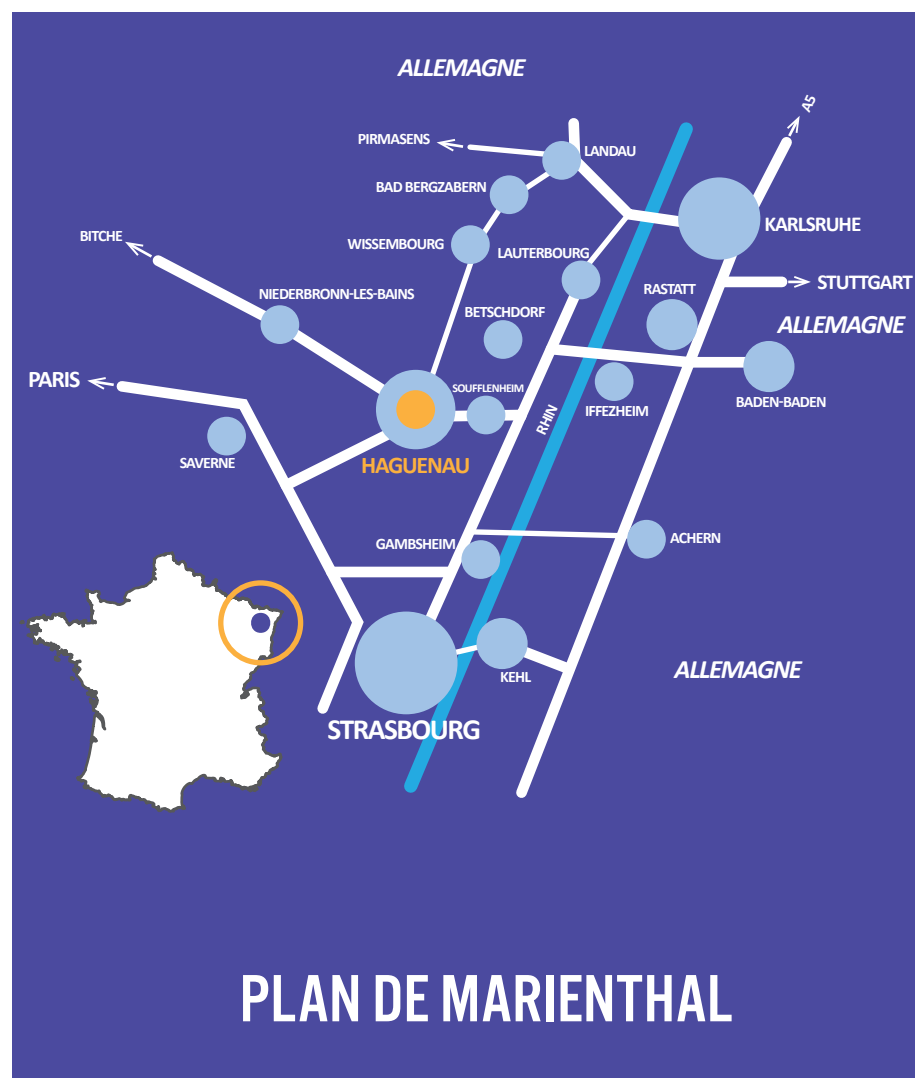 ALLEMAGNE
A5
PIRMASENS
LANDAU
BAD BERGZABERN
KARLSRUHE
BITCHE
WISSEMBOURG
LAUTERBOURG
STUTTGART
NIEDERBRONN-LES-BAINS
RASTATT
BETSCHDORF
ALLEMAGNE
PARIS
SOUFFLENHEIM
IFFEZHEIM
BADEN-BADEN
RHIN
SAVERNE
HAGUENAU
GAMBSHEIM
ACHERN
ALLEMAGNE
KEHL
STRASBOURG
PLAN DE MARIENTHAL